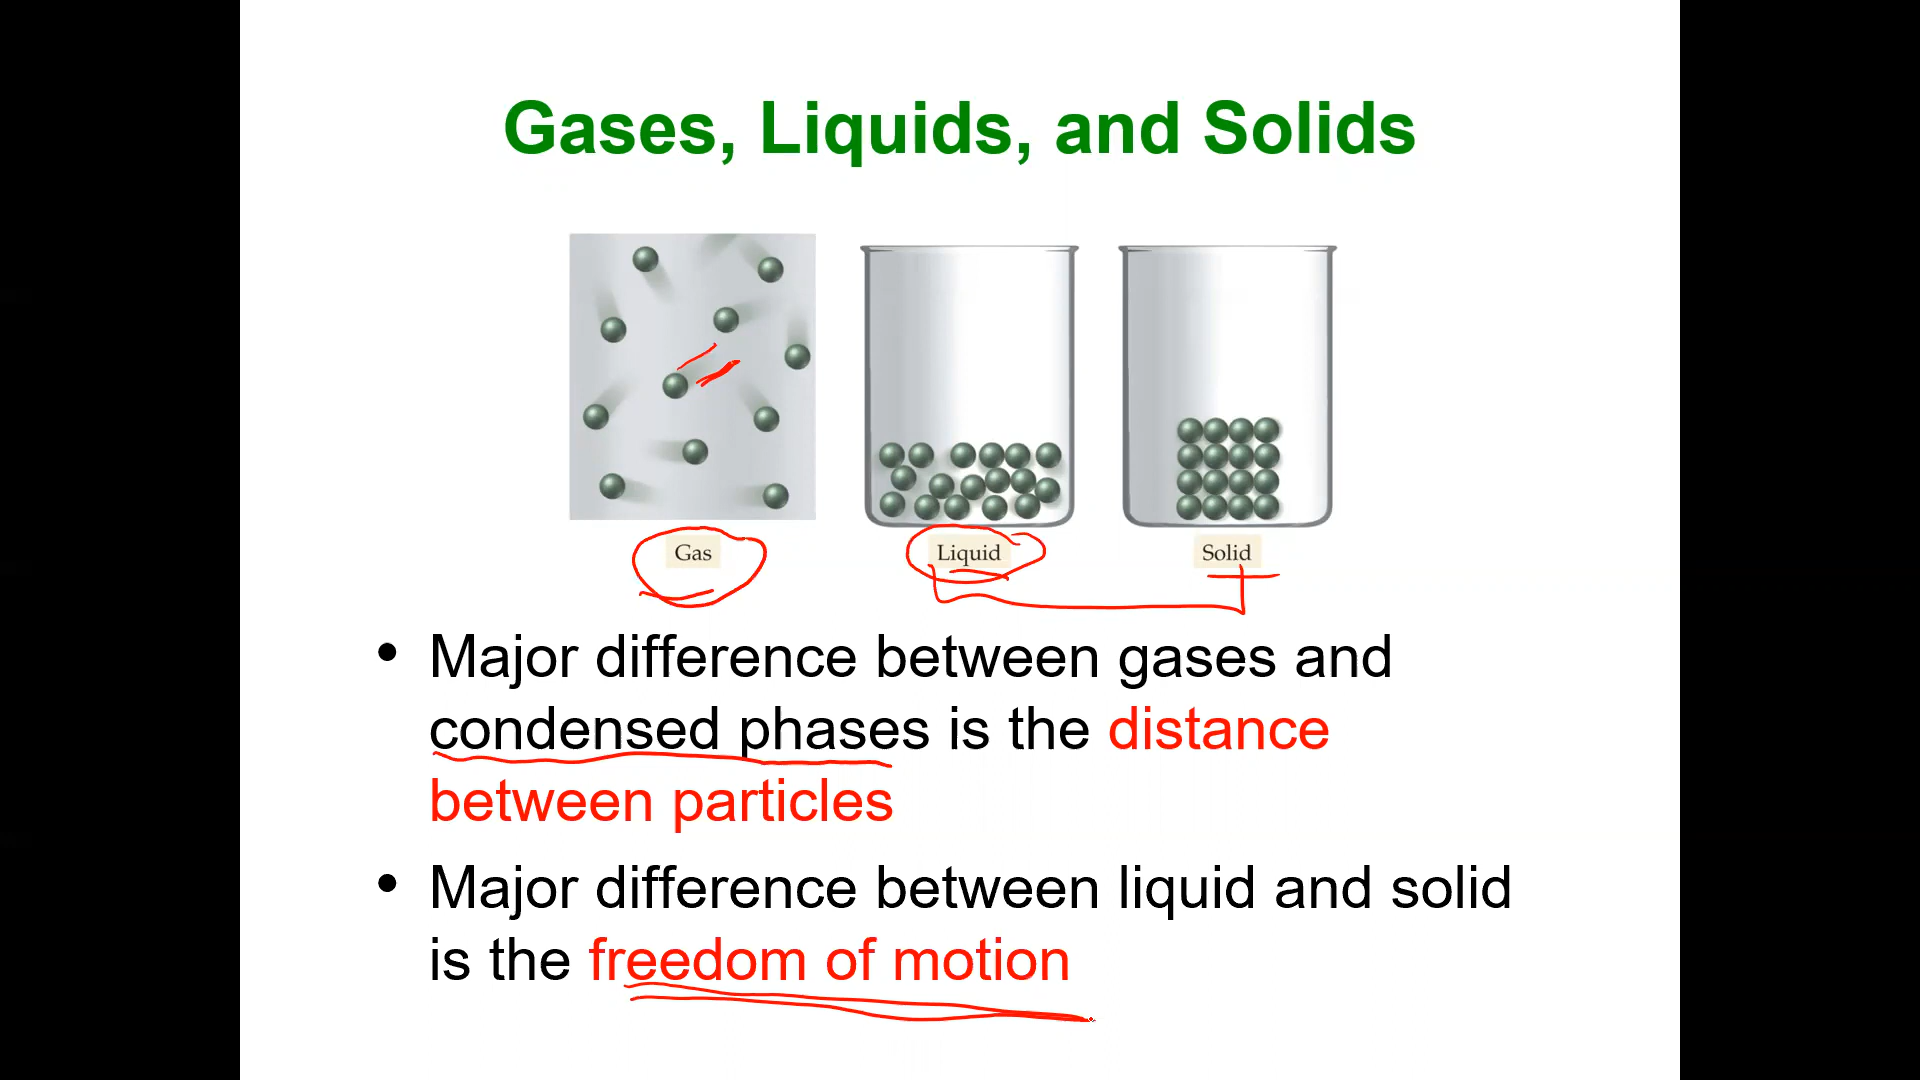 Gases, Liquids, and Solids
Gas
Liquid
Solid
• Major difference between gases and
condensed phases is the distance
between particles
• Major difference between liquid and solid
is the freedom of motion